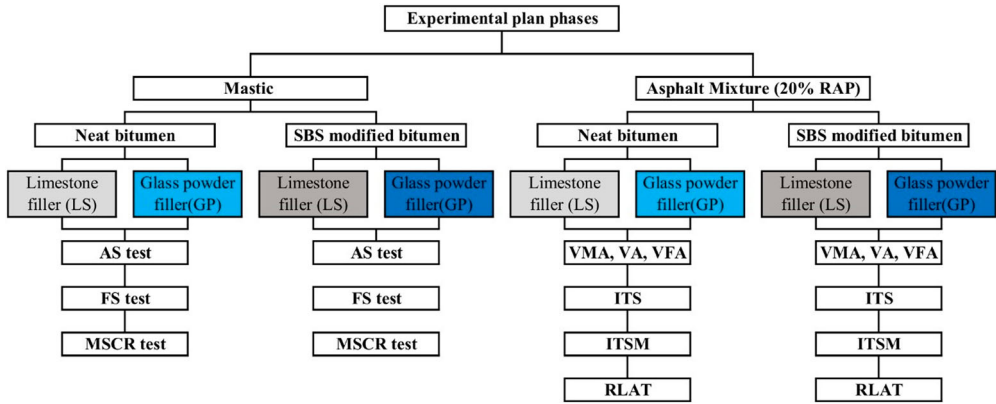 Experimental plan phases
Mastic
Asphalt Mixture (20% RAP)
Neat bitumen
SBS modified bitumen
Neat bitumen
SBS modified bitumen
Limestone
filler (LS)
Glass powder
filler(GP)
Limestone
filler (LS)
Glass powder
filler(GP)
Limestone
filler (LS)
Glass powder
filler(GP)
Limestone
filler (LS)
Glass powder
filler(GP)
AS test
AS test
VMA, VA, VFA
VMA, VA, VFA
FS test
FS test
ITS
ITS
MSCR test
MSCR test
ITSM
ITSM
RLAT
RLAT